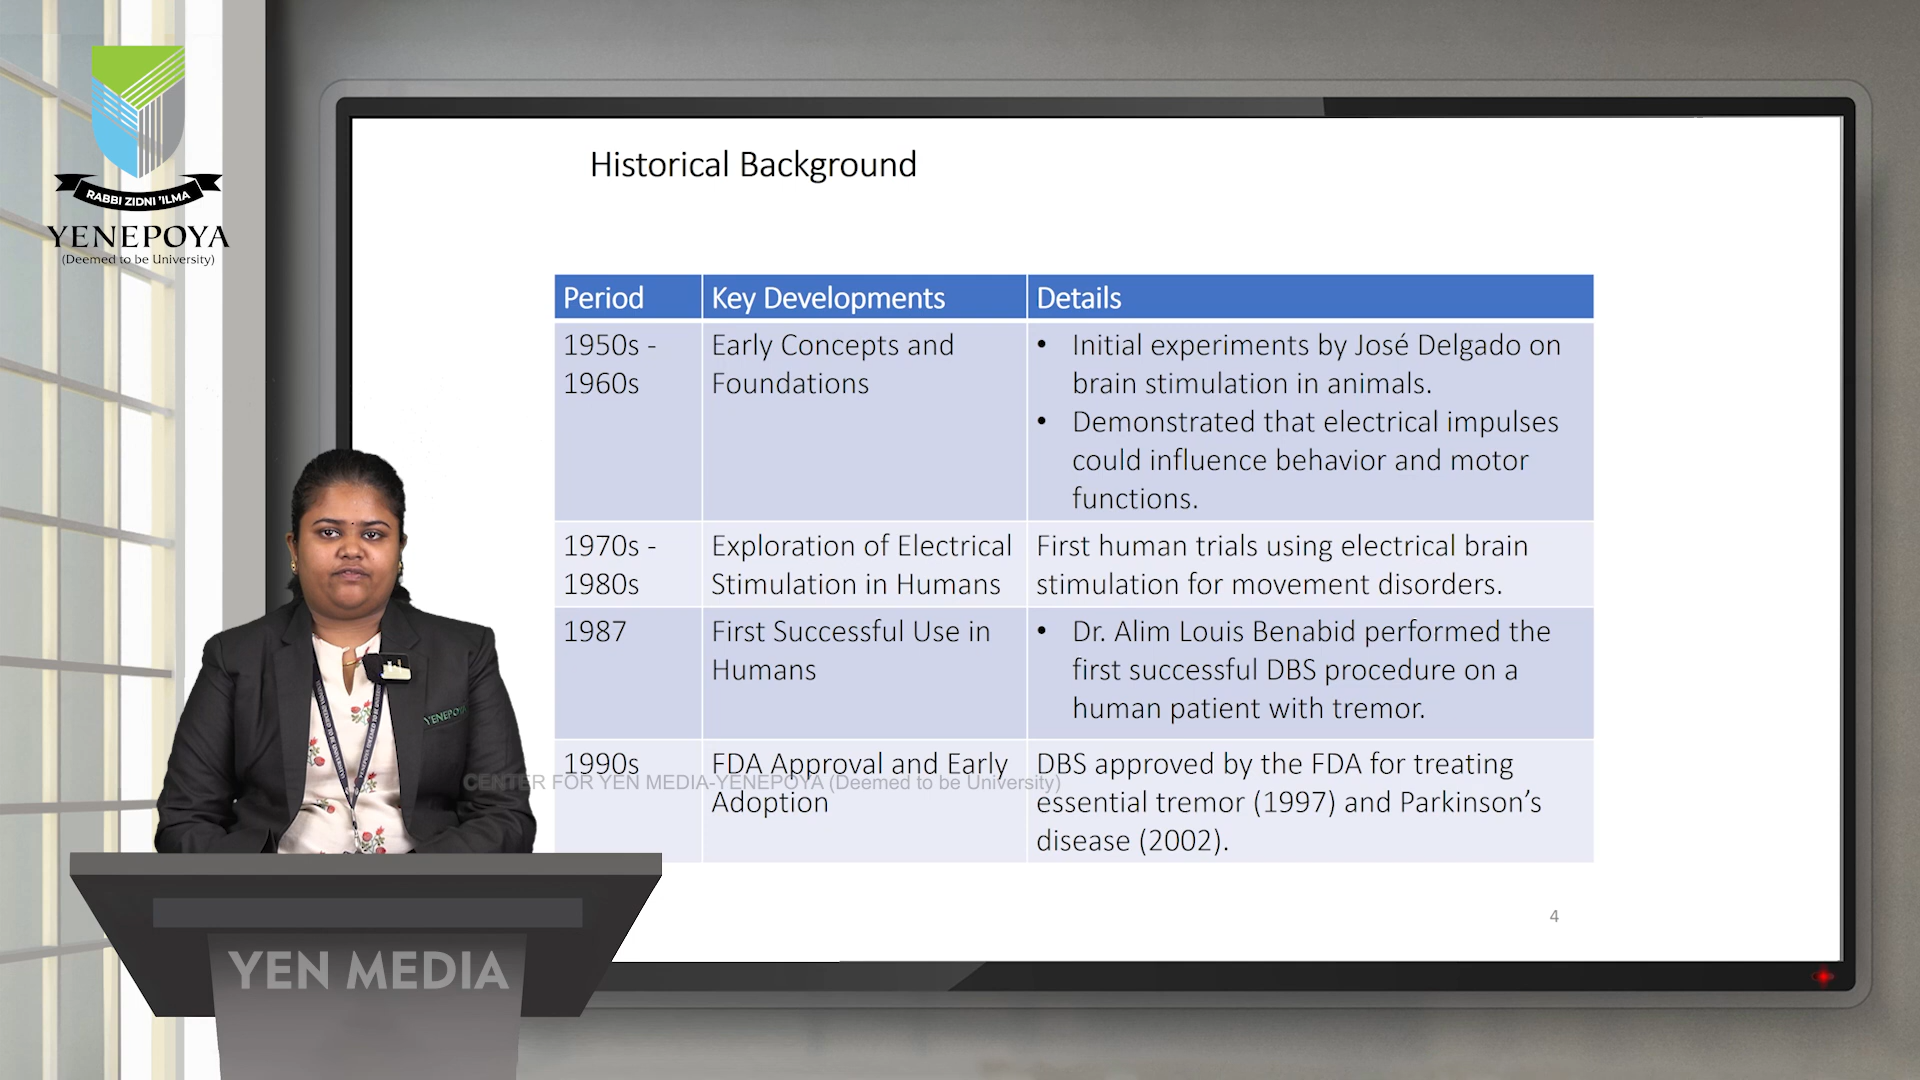 RABBI ZIDNI 'ILMA
YENEPOYA
(Deemed to be University)
Historical Background
Period
Key Developments
Details
1950s -
1960s
Early Concepts and
Foundations
• Initial experiments by José Delgado on
brain stimulation in animals.
• Demonstrated that electrical impulses
could influence behavior and motor
functions.
1970s -
1980s
Exploration of Electrical
Stimulation in Humans
First human trials using electrical brain
stimulation for movement disorders.
1987
First Successful Use in
Humans
• Dr. Alim Louis Benabid performed the
first successful DBS procedure on a
human patient with tremor.
1990s
FDA Approval and Early
Adoption
DBS approved by the FDA for treating
essential tremor (1997) and Parkinson's
disease (2002).
CENTER FOR YEN MEDIA-YENEPOYA (Deemed to be University)
4
YENEPOYA
YEN MEDIA